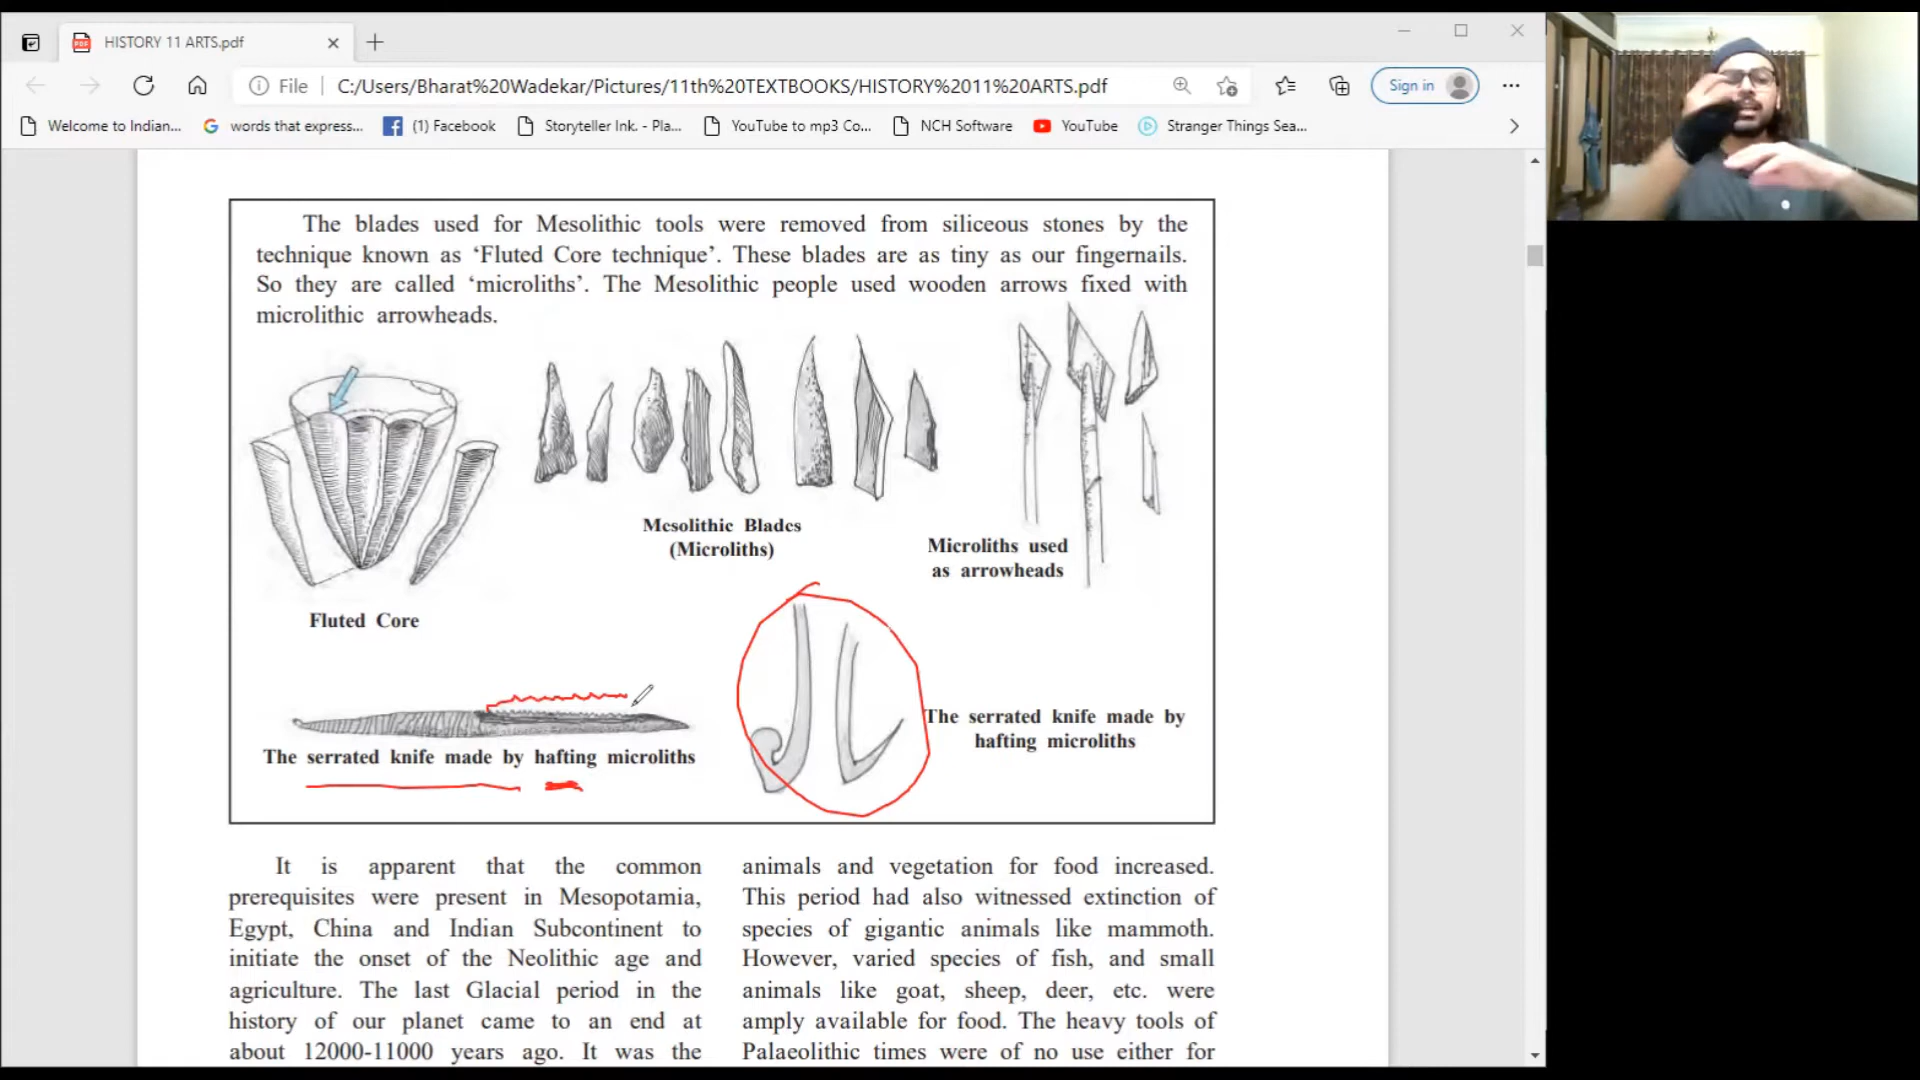 HISTORY 11 ARTS.pdf
File C:/Users/Bharat%20Wadekar/Pictures/11th%20TEXTBOOKS/HISTORY%2011%20ARTS.pdf
Sign in
Welcome to Indian...
words that express...
(1) Facebook
Storyteller Ink. - Pla...
YouTube to mp3 Co...
NCH Software
YouTube
Stranger Things Sea...
The blades used for Mesolithic tools were removed from siliceous stones by the
technique known as ‘Fluted Core technique’. These blades are as tiny as our fingernails.
So they are called ‘microliths’. The Mesolithic people used wooden arrows fixed with
microlithic arrowheads.
Mesolithic Blades
(Microliths)
Microliths used
as arrowheads
Fluted Core
The serrated knife made by hafting microliths
The serrated knife made by
hafting microliths
It is apparent that the common
prerequisites were present in Mesopotamia,
Egypt, China and Indian Subcontinent to
initiate the onset of the Neolithic age and
agriculture. The last Glacial period in the
history of our planet came to an end at
about 12000-11000 years ago. It was the
animals and vegetation for food increased.
This period had also witnessed extinction of
species of gigantic animals like mammoth.
However, varied species of fish, and small
animals like goat, sheep, deer, etc. were
amply available for food. The heavy tools of
Palaeolithic times were of no use either for